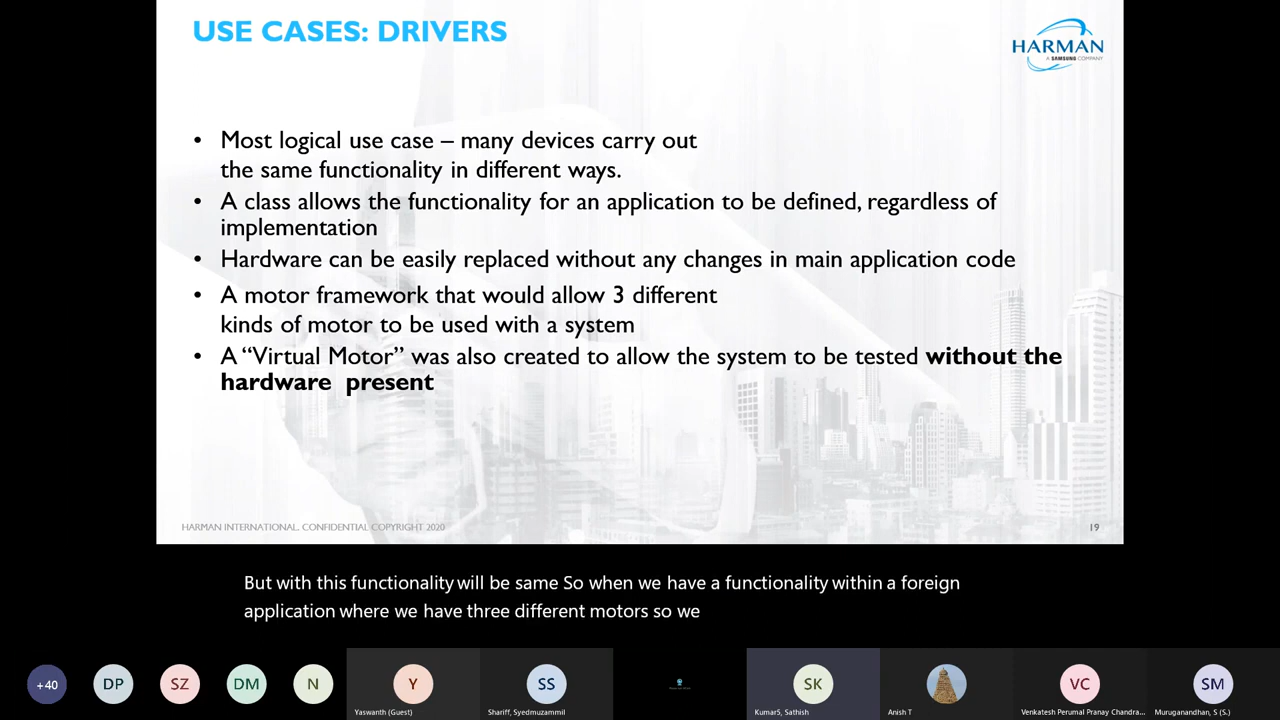 USE CASES: DRIVERS
HARMAN
A SAMSUNG COMPANY
• Most logical use case – many devices carry out
the same functionality in different ways.
• A class allows the functionality for an application to be defined, regardless of
implementation
• Hardware can be easily replaced without any changes in main application code
• A motor framework that would allow 3 different
kinds of motor to be used with a system
• A “Virtual Motor” was also created to allow the system to be tested without the
hardware present
HARMAN INTERNATIONAL. CONFIDENTIAL COPYRIGHT 2020
19
But with this functionality will be same So when we have a functionality within a foreign
application where we have three different motors so we
+40
DP
SZ
DM
N
Y
SS
SK
VC
SM
Yaswanth (Guest)
Shariff, Syedmuzammil
Kumar5, Sathish
Anish T
Venkatesh Perumal Pranay Chandra...
Muruganandhan, S (S.)